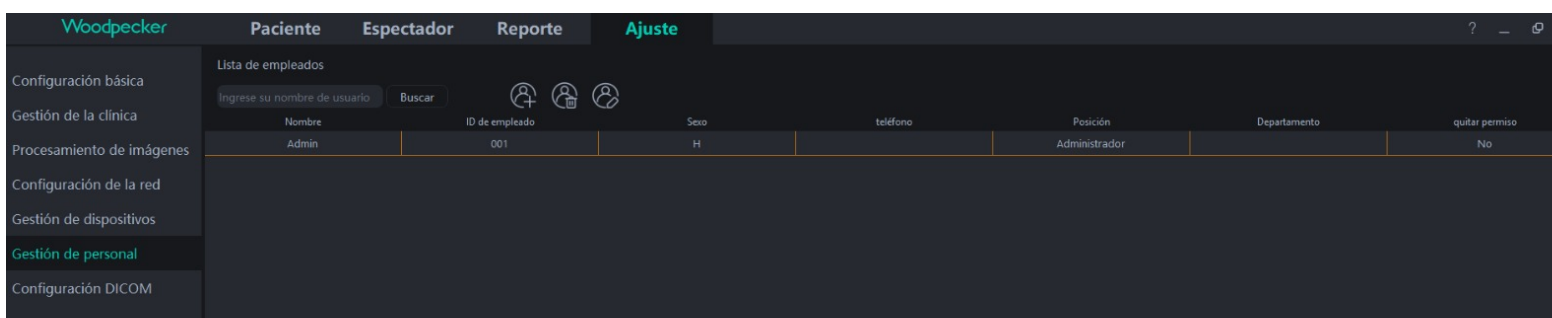 Woodpecker Paciente Espectador Reporte Ajuste ?
Configuración básica
Gestión de la clínica
Procesamiento de imágenes
Configuración de la red
Gestión de dispositivos
Gestión de personal
Configuración DICOM
Lista de empleados
Ingrese su nombre de usuario Buscar
Nombre ID de empleado Sexo teléfono Posición Departamento quitar permiso
Admin 001 H Administrador No